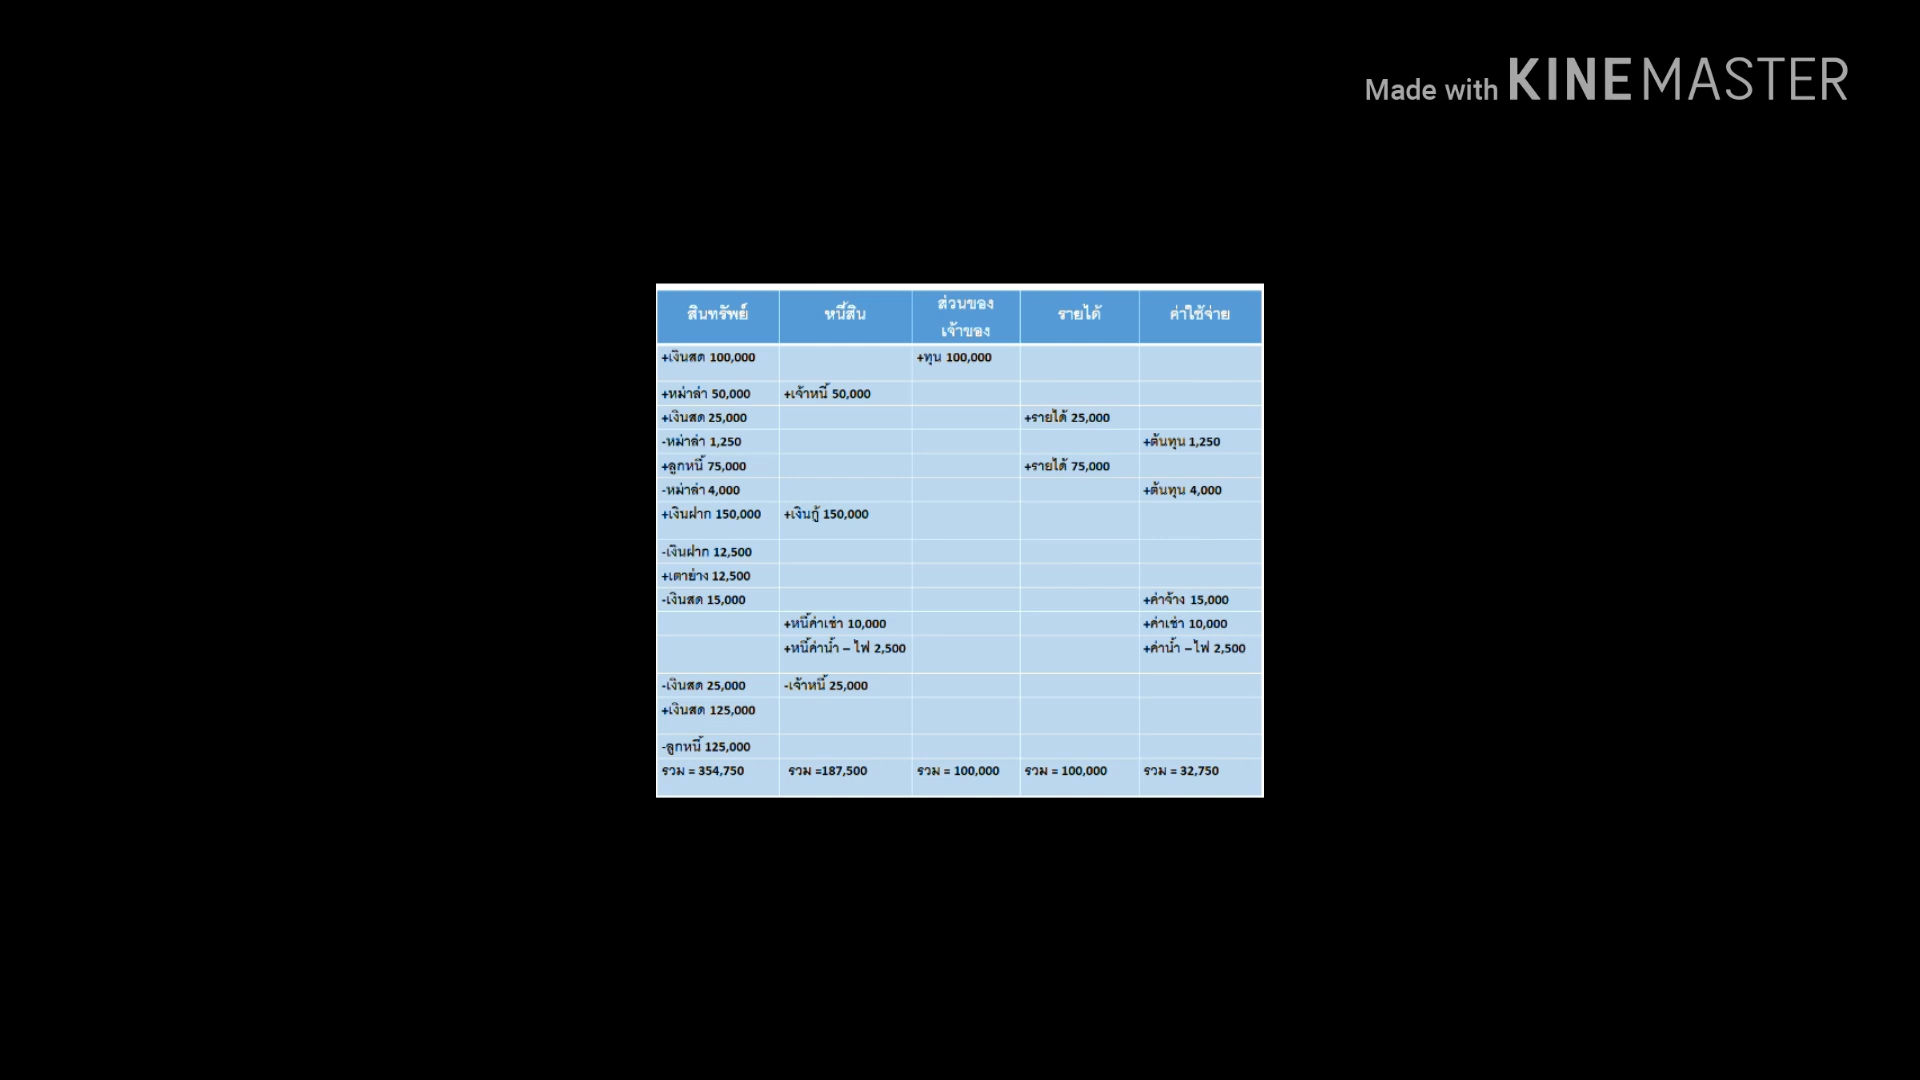 Made with KINEMASTER
สินทรัพย์ หนี้สิน ส่วนของ รายได้ ค่าใช้จ่าย
เจ้าของ
+เงินสด 100,000 +ทุน 100,000
+หม่าล่า 50,000 +เจ้าหนี้ 50,000
+เงินสด 25,000 +รายได้ 25,000
-หม่าล่า 1,250 +ต้นทุน 1,250
+ลูกหนี้ 75,000 +รายได้ 75,000
-หม่าล่า 4,000 +ต้นทุน 4,000
+เงินฝาก 150,000 +เงินกู้ 150,000
-เงินฝาก 12,500
+เตาย่าง 12,500
-เงินสด 15,000 +ค่าจ้าง 15,000
+หนี้ค่าเช่า 10,000 +ค่าเช่า 10,000
+หนี้ค่าน้ำ – ไฟ 2,500 +ค่าน้ำ – ไฟ 2,500
-เงินสด 25,000 -เจ้าหนี้ 25,000
+เงินสด 125,000
-ลูกหนี้ 125,000
รวม = 354,750 รวม =187,500 รวม = 100,000 รวม = 100,000 รวม = 32,750